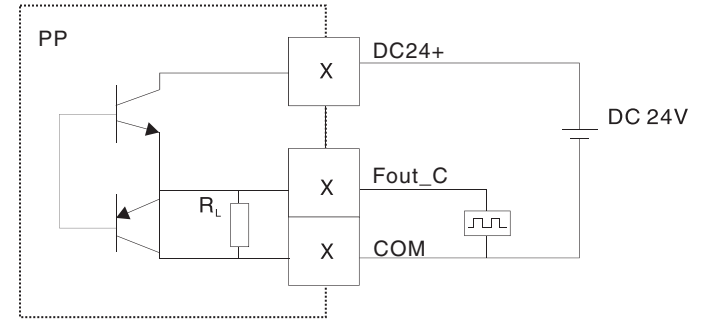 PP
X
DC24+
DC 24V
X
Fout_C
RL
X
COM